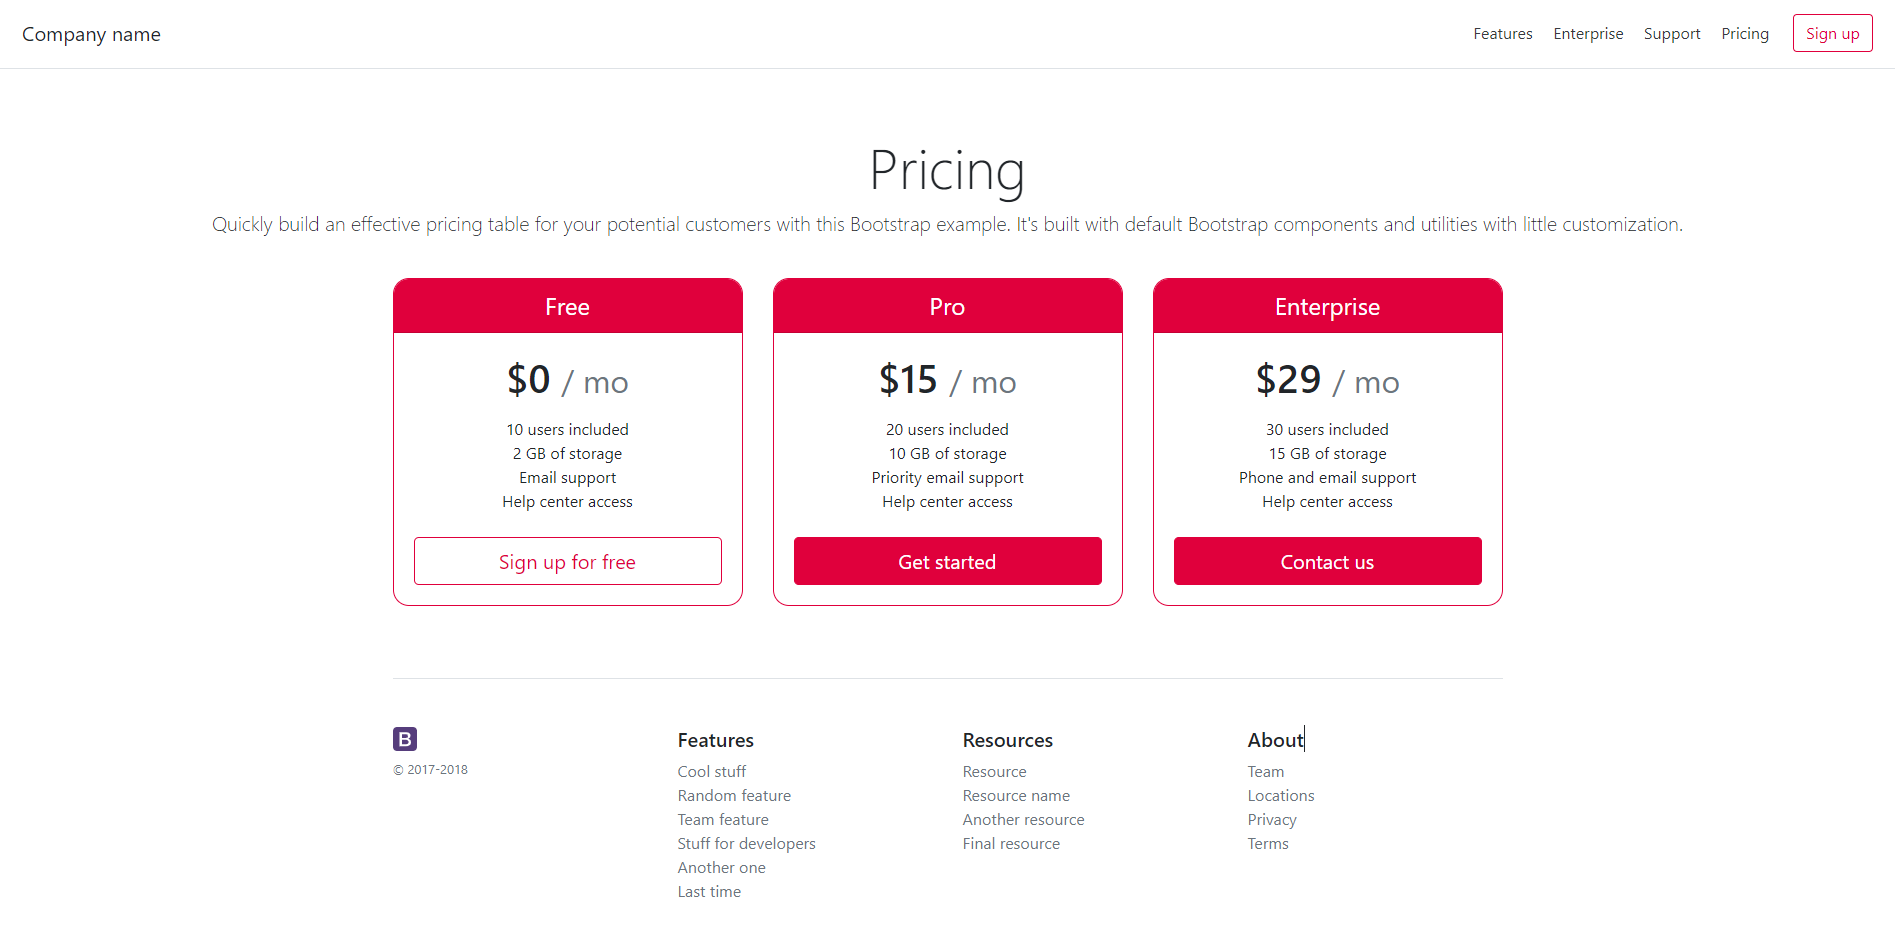 Company name
Features Enterprise Support Pricing Sign up
Pricing
Quickly build an effective pricing table for your potential customers with this Bootstrap example. It's built with default Bootstrap components and utilities with little customization.
Free
$0 / mo
10 users included
2 GB of storage
Email support
Help center access
Sign up for free
Pro
$15 / mo
20 users included
10 GB of storage
Priority email support
Help center access
Get started
Enterprise
$29 / mo
30 users included
15 GB of storage
Phone and email support
Help center access
Contact us
B
© 2017-2018
Features
Cool stuff
Random feature
Team feature
Stuff for developers
Another one
Last time
Resources
Resource
Resource name
Another resource
Final resource
About
Team
Locations
Privacy
Terms